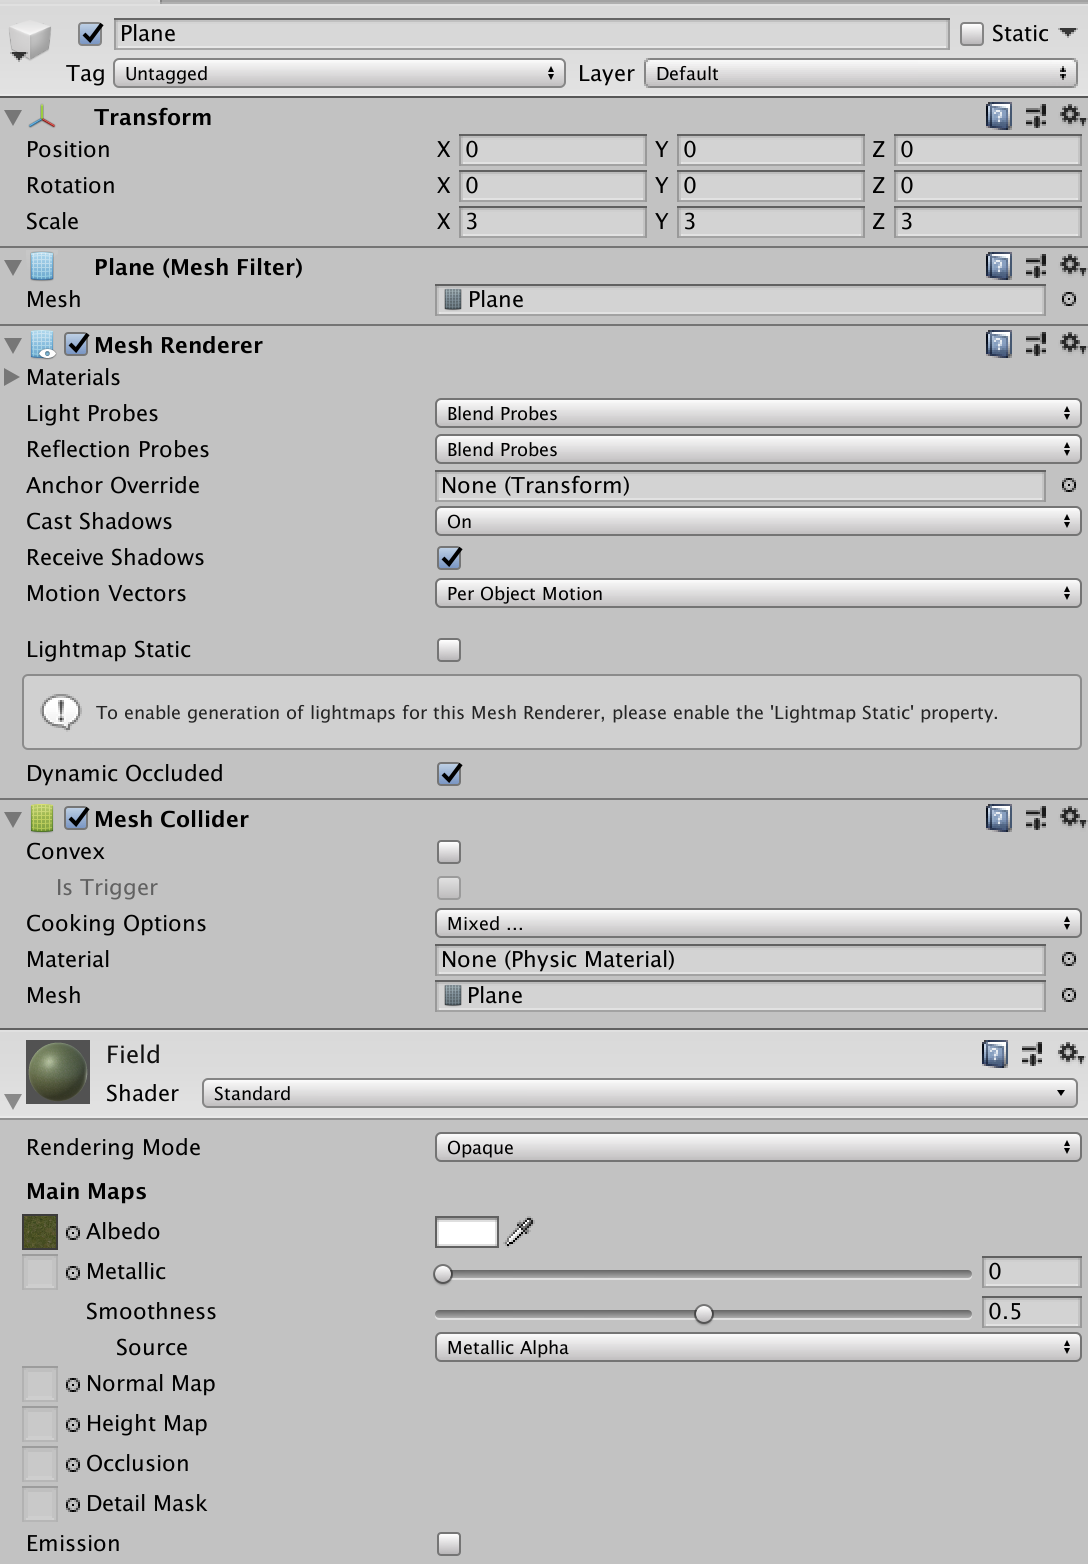 Plane Static
Tag Untagged Layer Default
Transform
Position X 0 Y 0 Z 0
Rotation X 0 Y 0 Z 0
Scale X 3 Y 3 Z 3
Plane (Mesh Filter)
Mesh Plane
Mesh Renderer
Materials
Light Probes Blend Probes
Reflection Probes Blend Probes
Anchor Override None (Transform)
Cast Shadows On
Receive Shadows
Motion Vectors Per Object Motion
Lightmap Static
To enable generation of lightmaps for this Mesh Renderer, please enable the 'Lightmap Static' property.
Dynamic Occluded
Mesh Collider
Convex
Is Trigger
Cooking Options Mixed ...
Material None (Physic Material)
Mesh Plane
Field
Shader Standard
Rendering Mode Opaque
Main Maps
Albedo
Metallic 0
Smoothness 0.5
Source Metallic Alpha
Normal Map
Height Map
Occlusion
Detail Mask
Emission